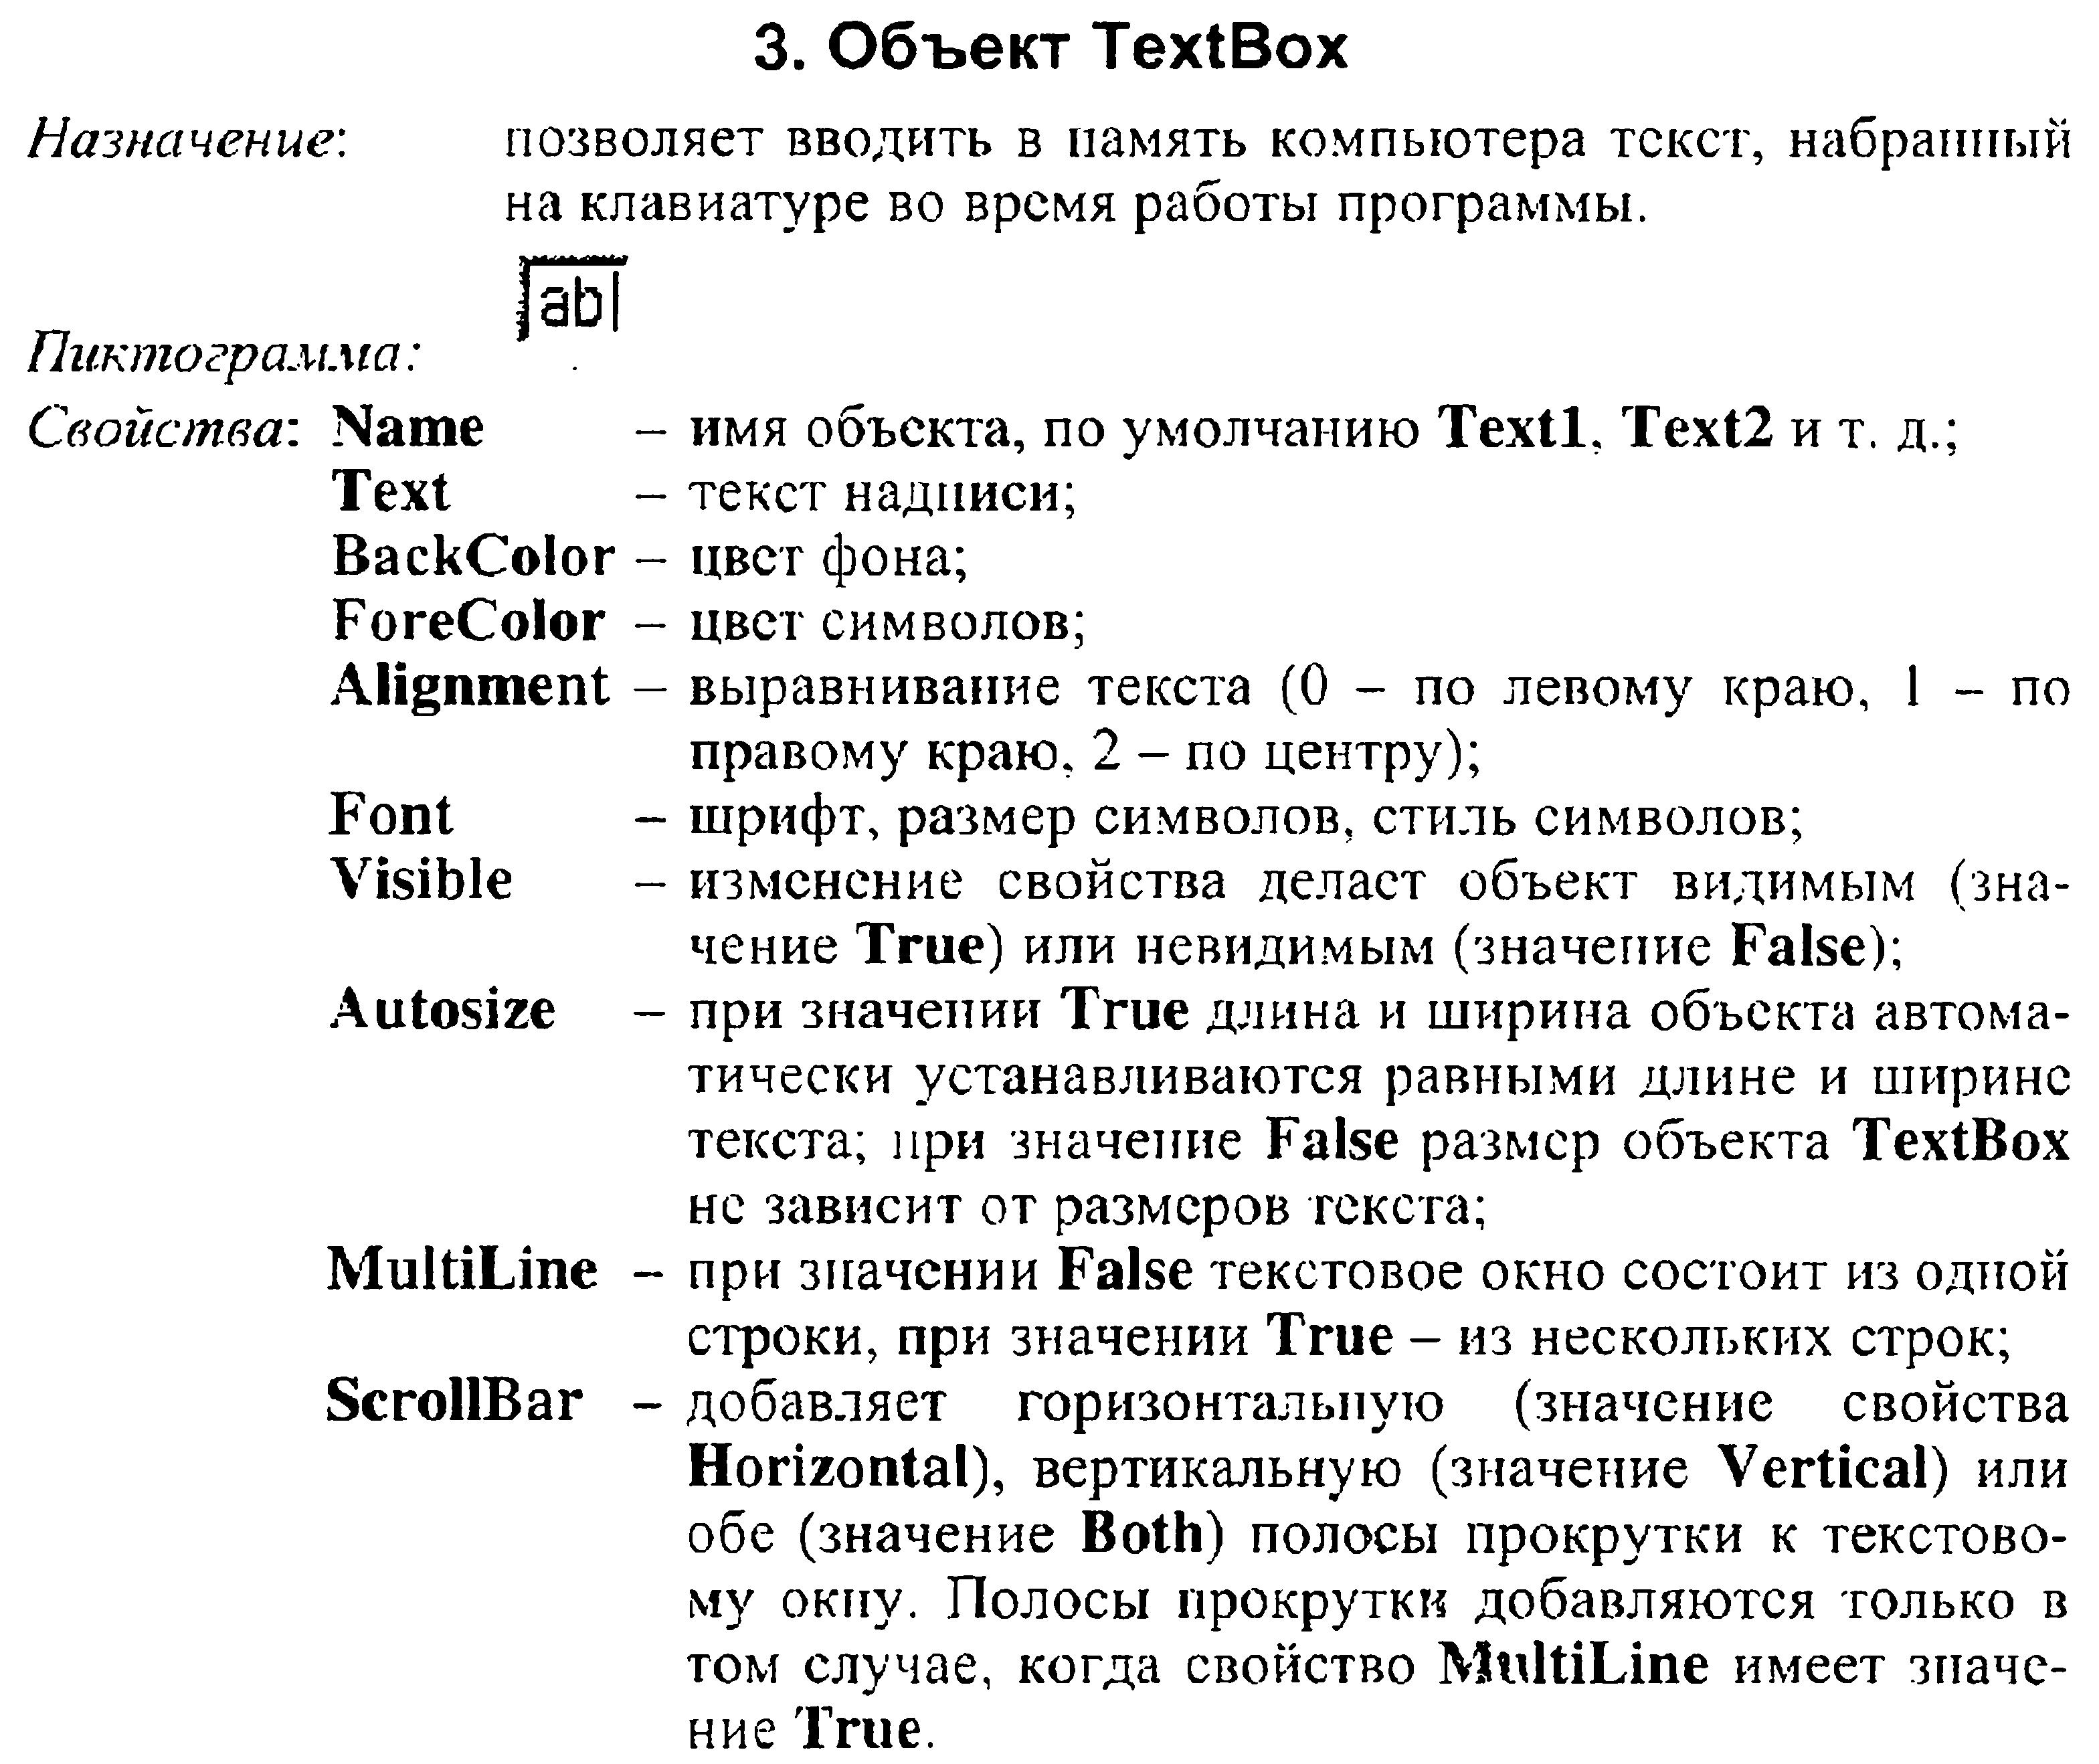 3. Объект TextBox
Назначение: позволяет вводить в память компьютера текст, набранный
на клавиатуре во время работы программы.
ab
Пиктограмма:
Свойства: Name – имя объекта, по умолчанию Text1, Text2 и т. д.;
Text – текст надписи;
BackColor – цвет фона;
ForeColor – цвет символов;
Alignment – выравнивание текста (0 – по левому краю, 1 – по
правому краю, 2 – по центру);
Font – шрифт, размер символов, стиль символов;
Visible – изменение свойства делает объект видимым (зна-
чение True) или невидимым (значение False);
Autosize – при значении True длина и ширина объекта автома-
тически устанавливаются равными длине и ширине
текста; при значение False размер объекта TextBox
не зависит от размеров текста;
MultiLine – при значении False текстовое окно состоит из одной
строки, при значении True – из нескольких строк;
ScrollBar – добавляет горизонтальную (значение свойства
Horizontal), вертикальную (значение Vertical) или
обе (значение Both) полосы прокрутки к текстово-
му окну. Полосы прокрутки добавляются только в
том случае, когда свойство MultiLine имеет значе-
ние True.